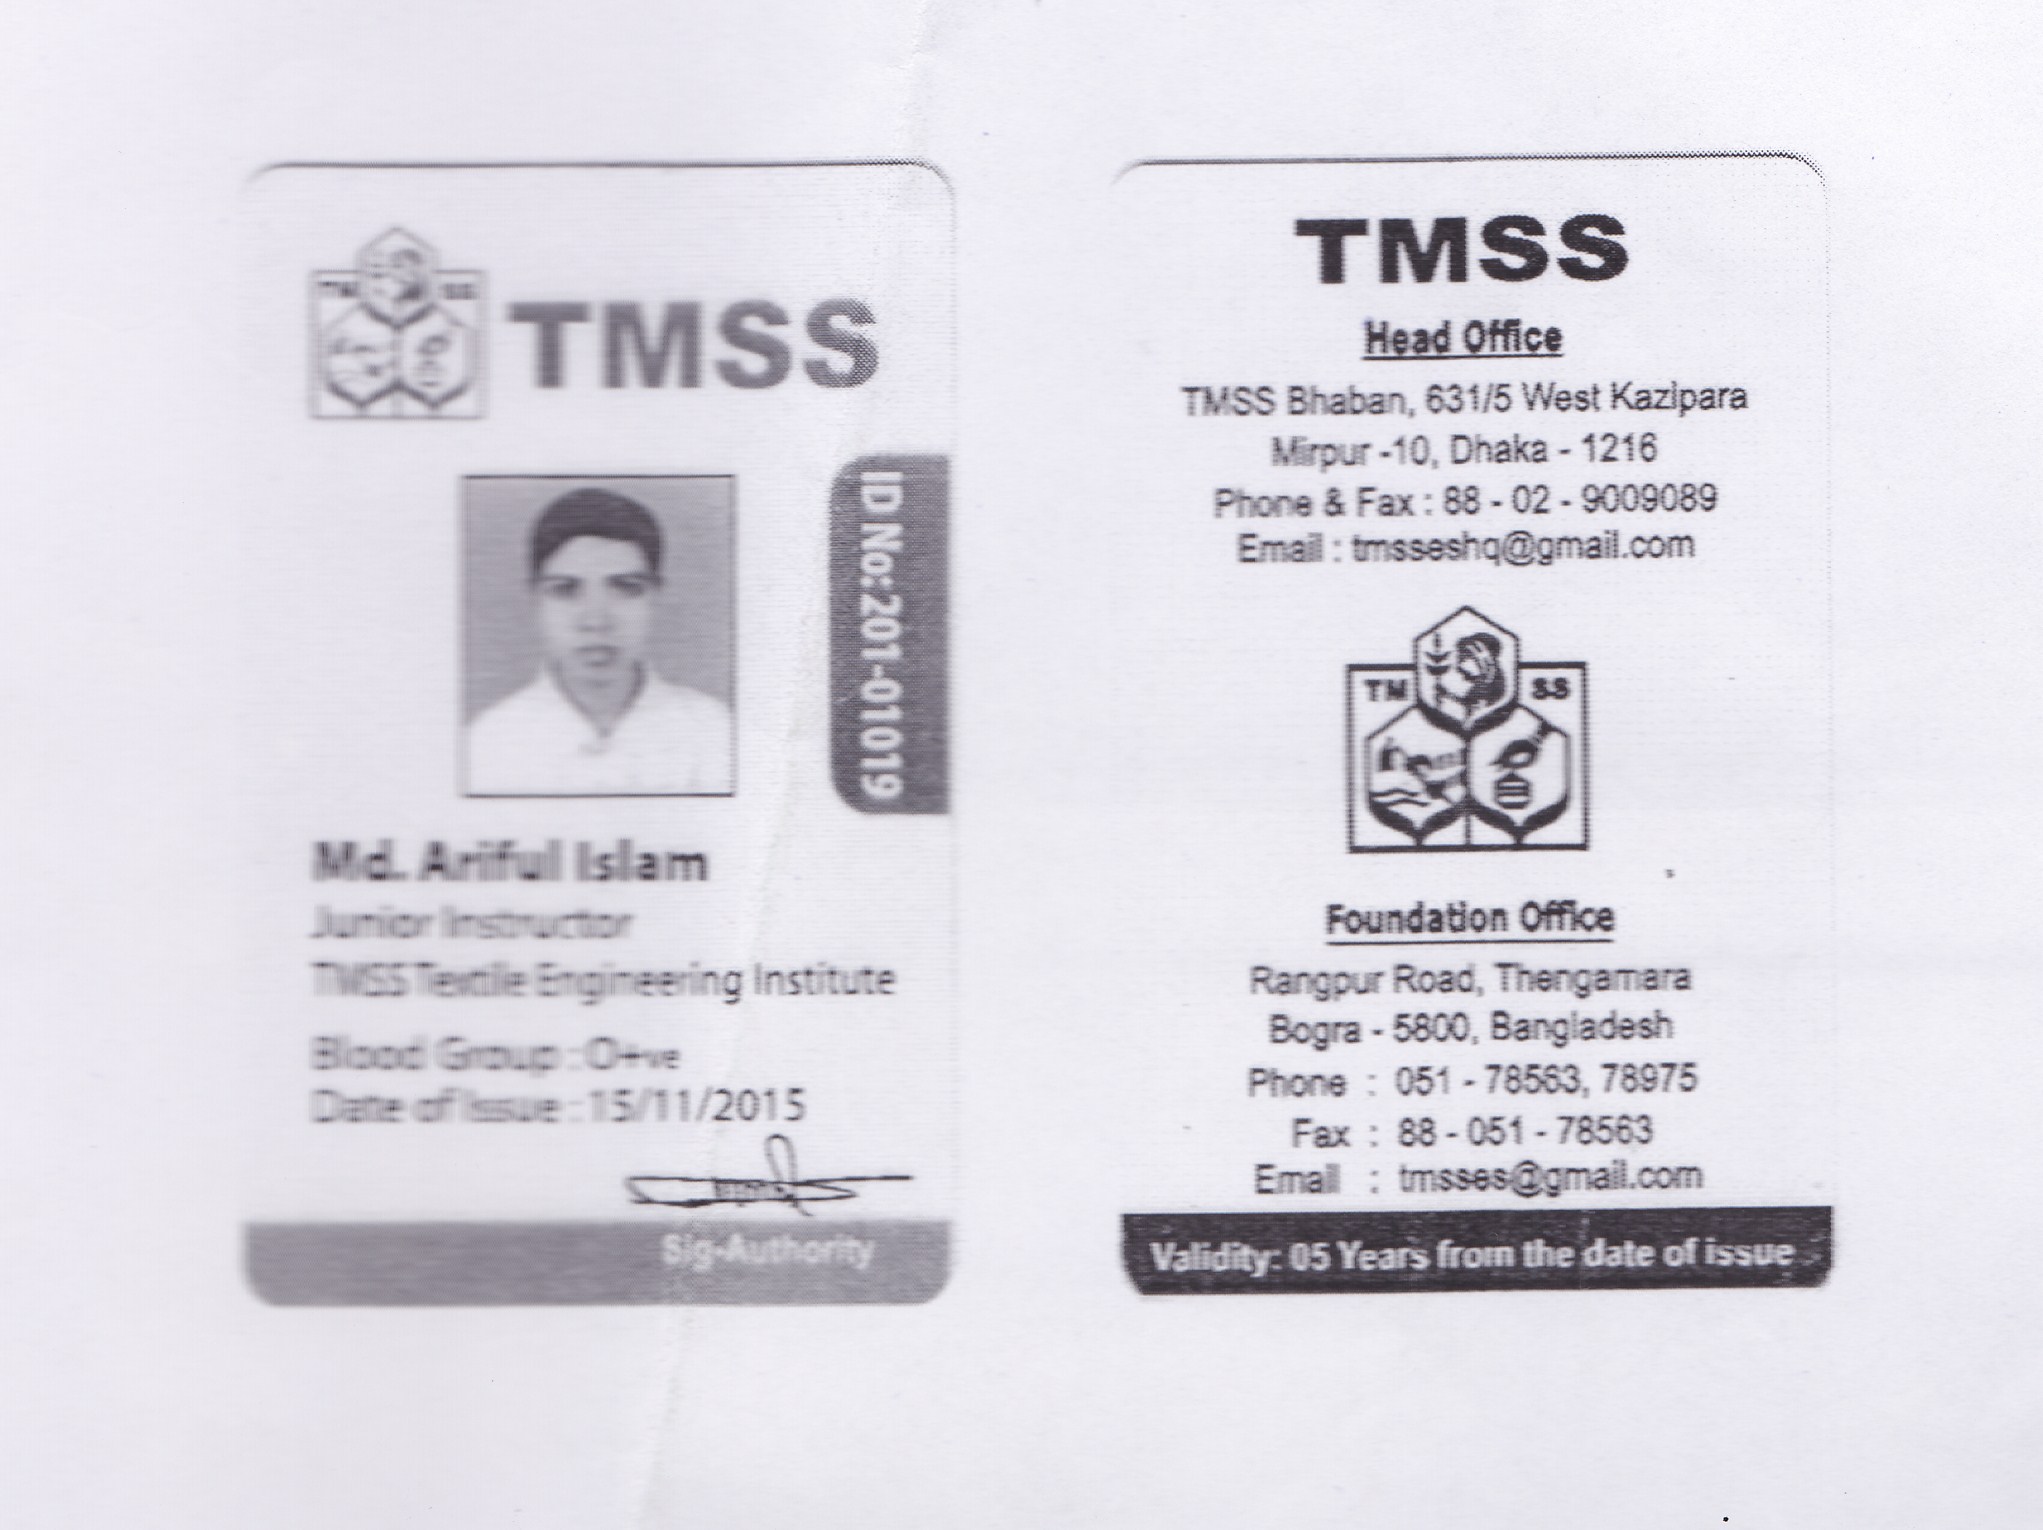 TM SS
TMSS
ID No:201-01019
Md. Ariful Islam
Junior Instructor
TMSS Textile Engineering Institute
Blood Group : O+ve
Date of Issue : 15/11/2015
Sig-Authority
TMSS
Head Office
TMSS Bhaban, 631/5 West Kazipara
Mirpur -10, Dhaka - 1216
Phone & Fax : 88 - 02 - 9009089
Email : tmsseshq@gmail.com
TM SS
Foundation Office
Rangpur Road, Thengamara
Bogra - 5800, Bangladesh
Phone : 051 - 78563, 78975
Fax : 88 - 051 - 78563
Email : tmsses@gmail.com
Validity: 05 Years from the date of issue